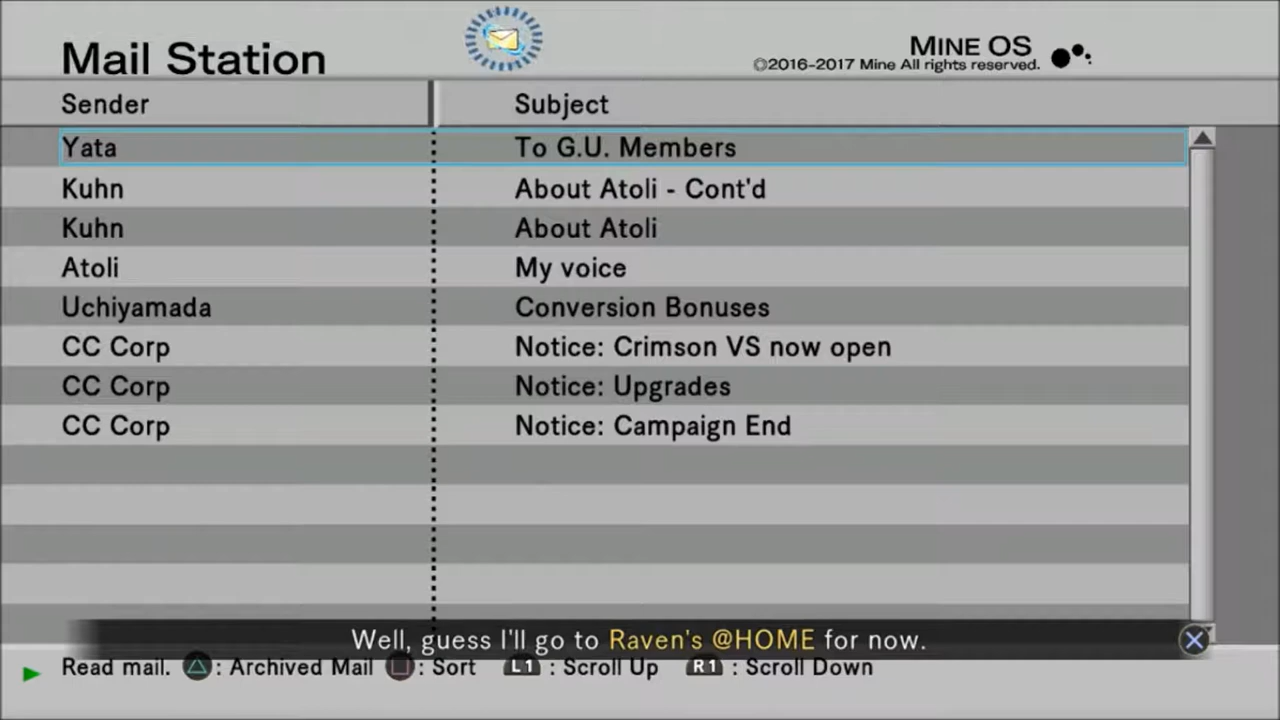 Mail Station
MINE OS
©2016-2017 Mine All rights reserved.
Sender Subject
Yata To G.U. Members
Kuhn About Atoli - Cont'd
Kuhn About Atoli
Atoli My voice
Uchiyamada Conversion Bonuses
CC Corp Notice: Crimson VS now open
CC Corp Notice: Upgrades
CC Corp Notice: Campaign End
Well, guess I'll go to Raven's @HOME for now.
Read mail. : Archived Mail : Sort L1 : Scroll Up R1 : Scroll Down